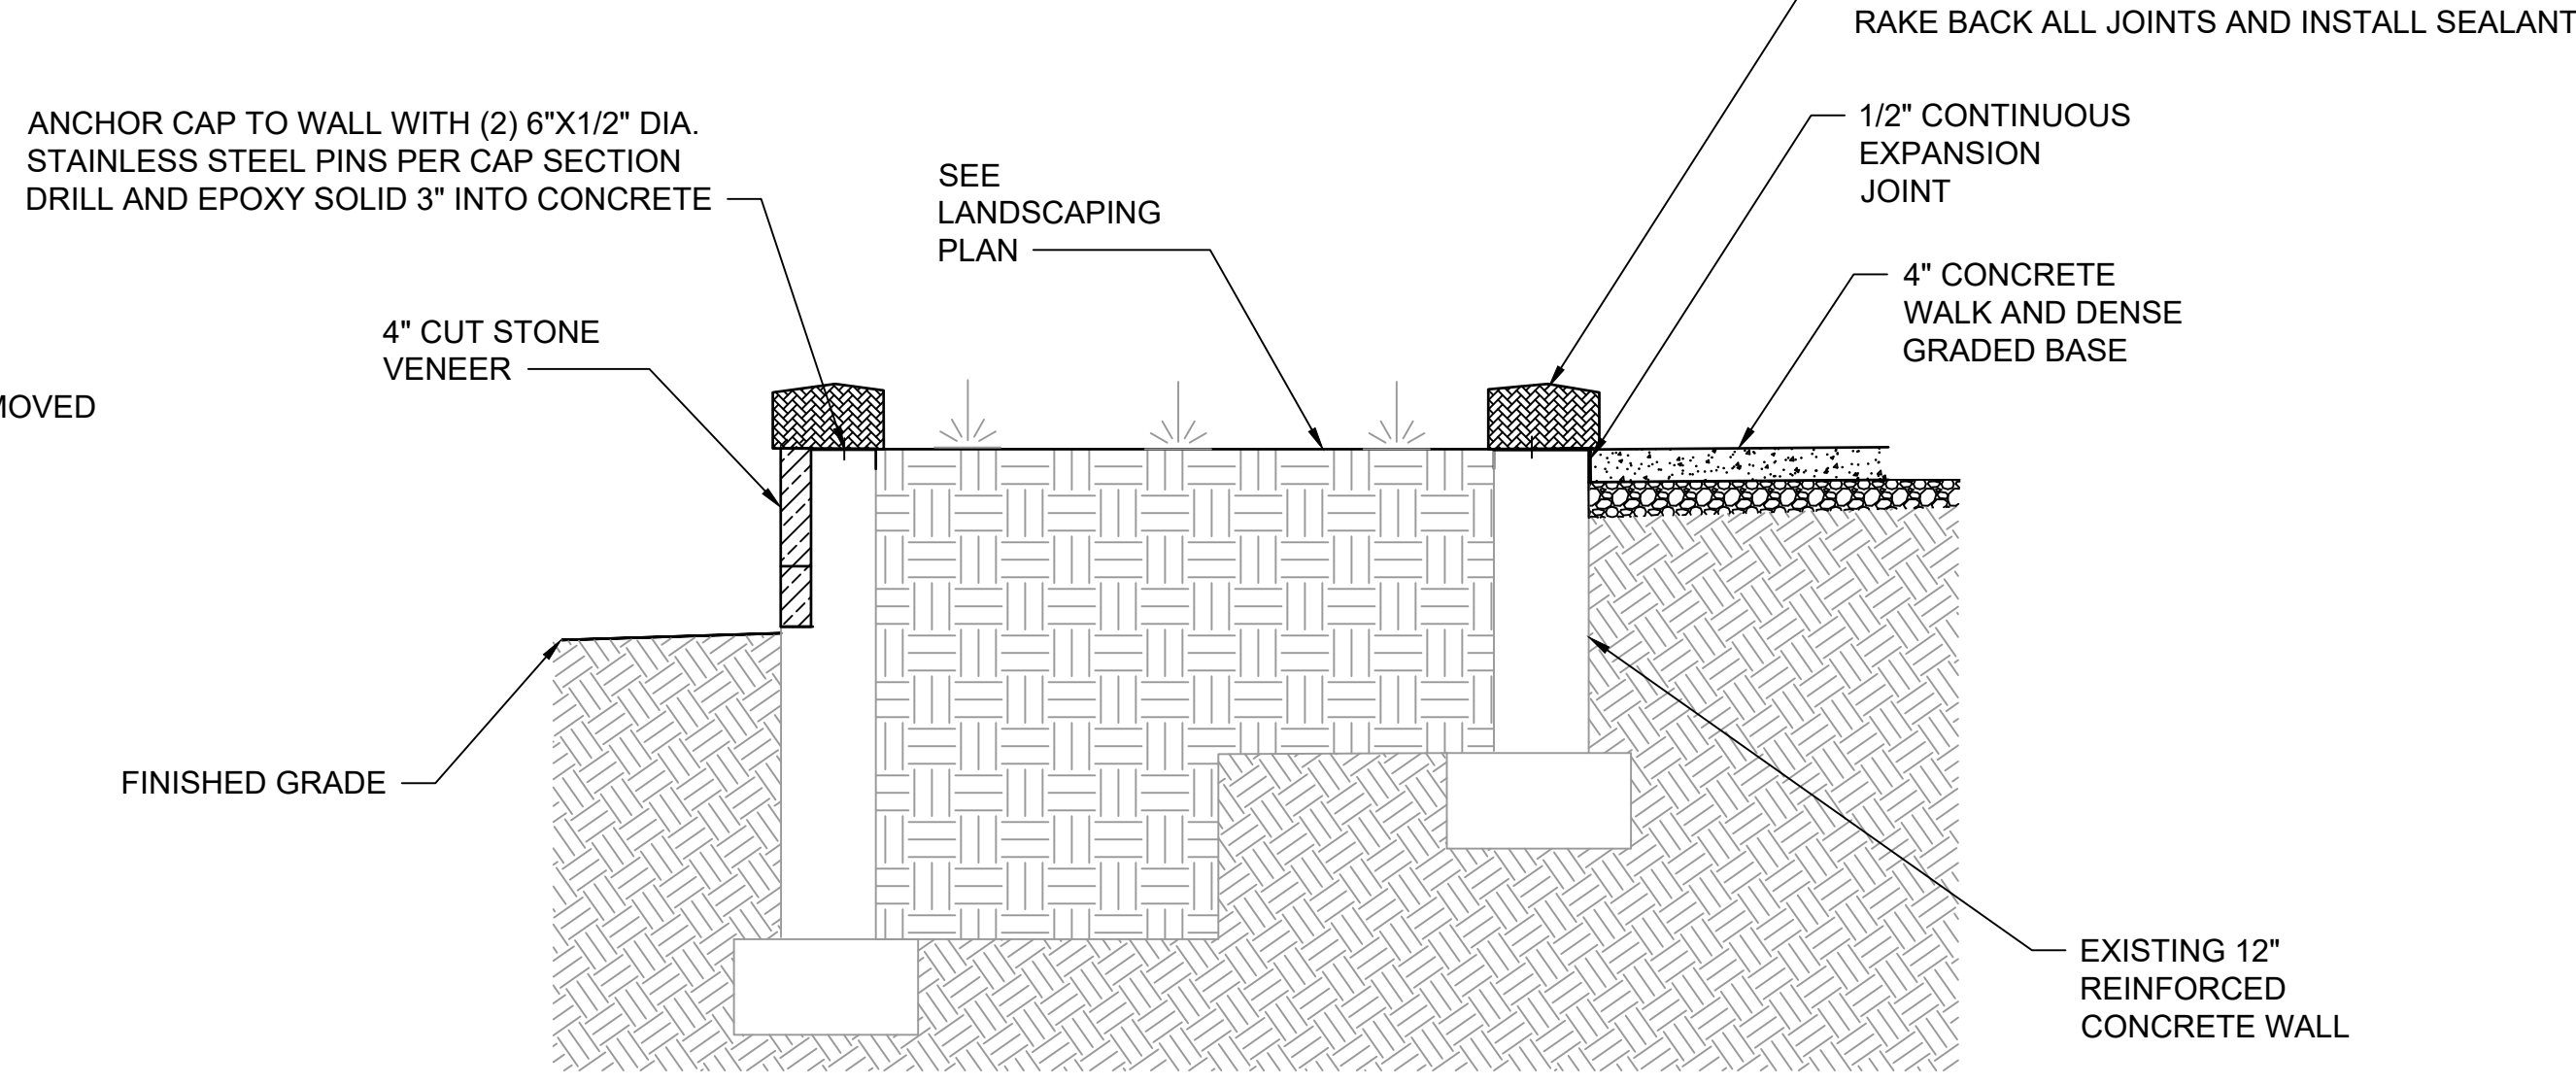 RAKE BACK ALL JOINTS AND INSTALL SEALANT
ANCHOR CAP TO WALL WITH (2) 6"X1/2" DIA.
STAINLESS STEEL PINS PER CAP SECTION
DRILL AND EPOXY SOLID 3" INTO CONCRETE
1/2" CONTINUOUS
EXPANSION
JOINT
SEE
LANDSCAPING
PLAN
4" CONCRETE
WALK AND DENSE
GRADED BASE
4" CUT STONE
VENEER
FINISHED GRADE
EXISTING 12"
REINFORCED
CONCRETE WALL